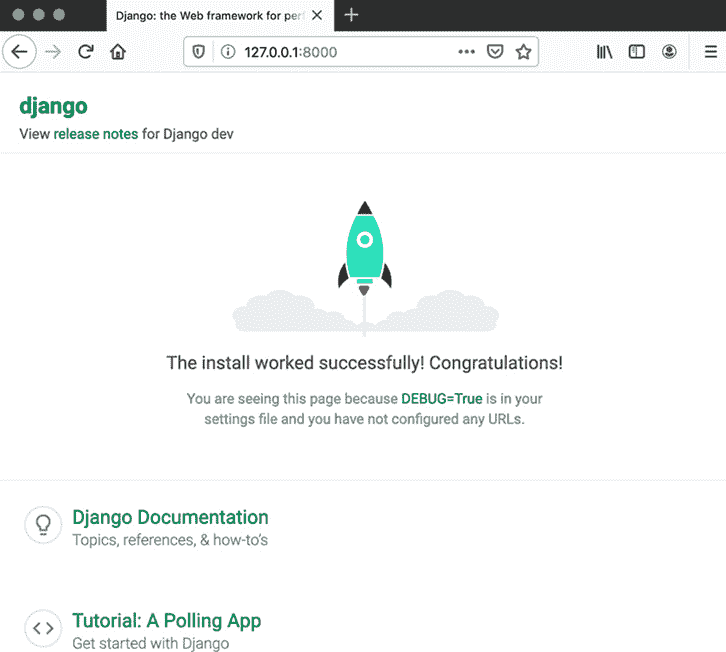 Django: the Web framework for per
127.0.0.1:8000
django
View release notes for Django dev
The install worked successfully! Congratulations!
You are seeing this page because DEBUG=True is in your
settings file and you have not configured any URLs.
Django Documentation
Topics, references, & how-to's
Tutorial: A Polling App
Get started with Django